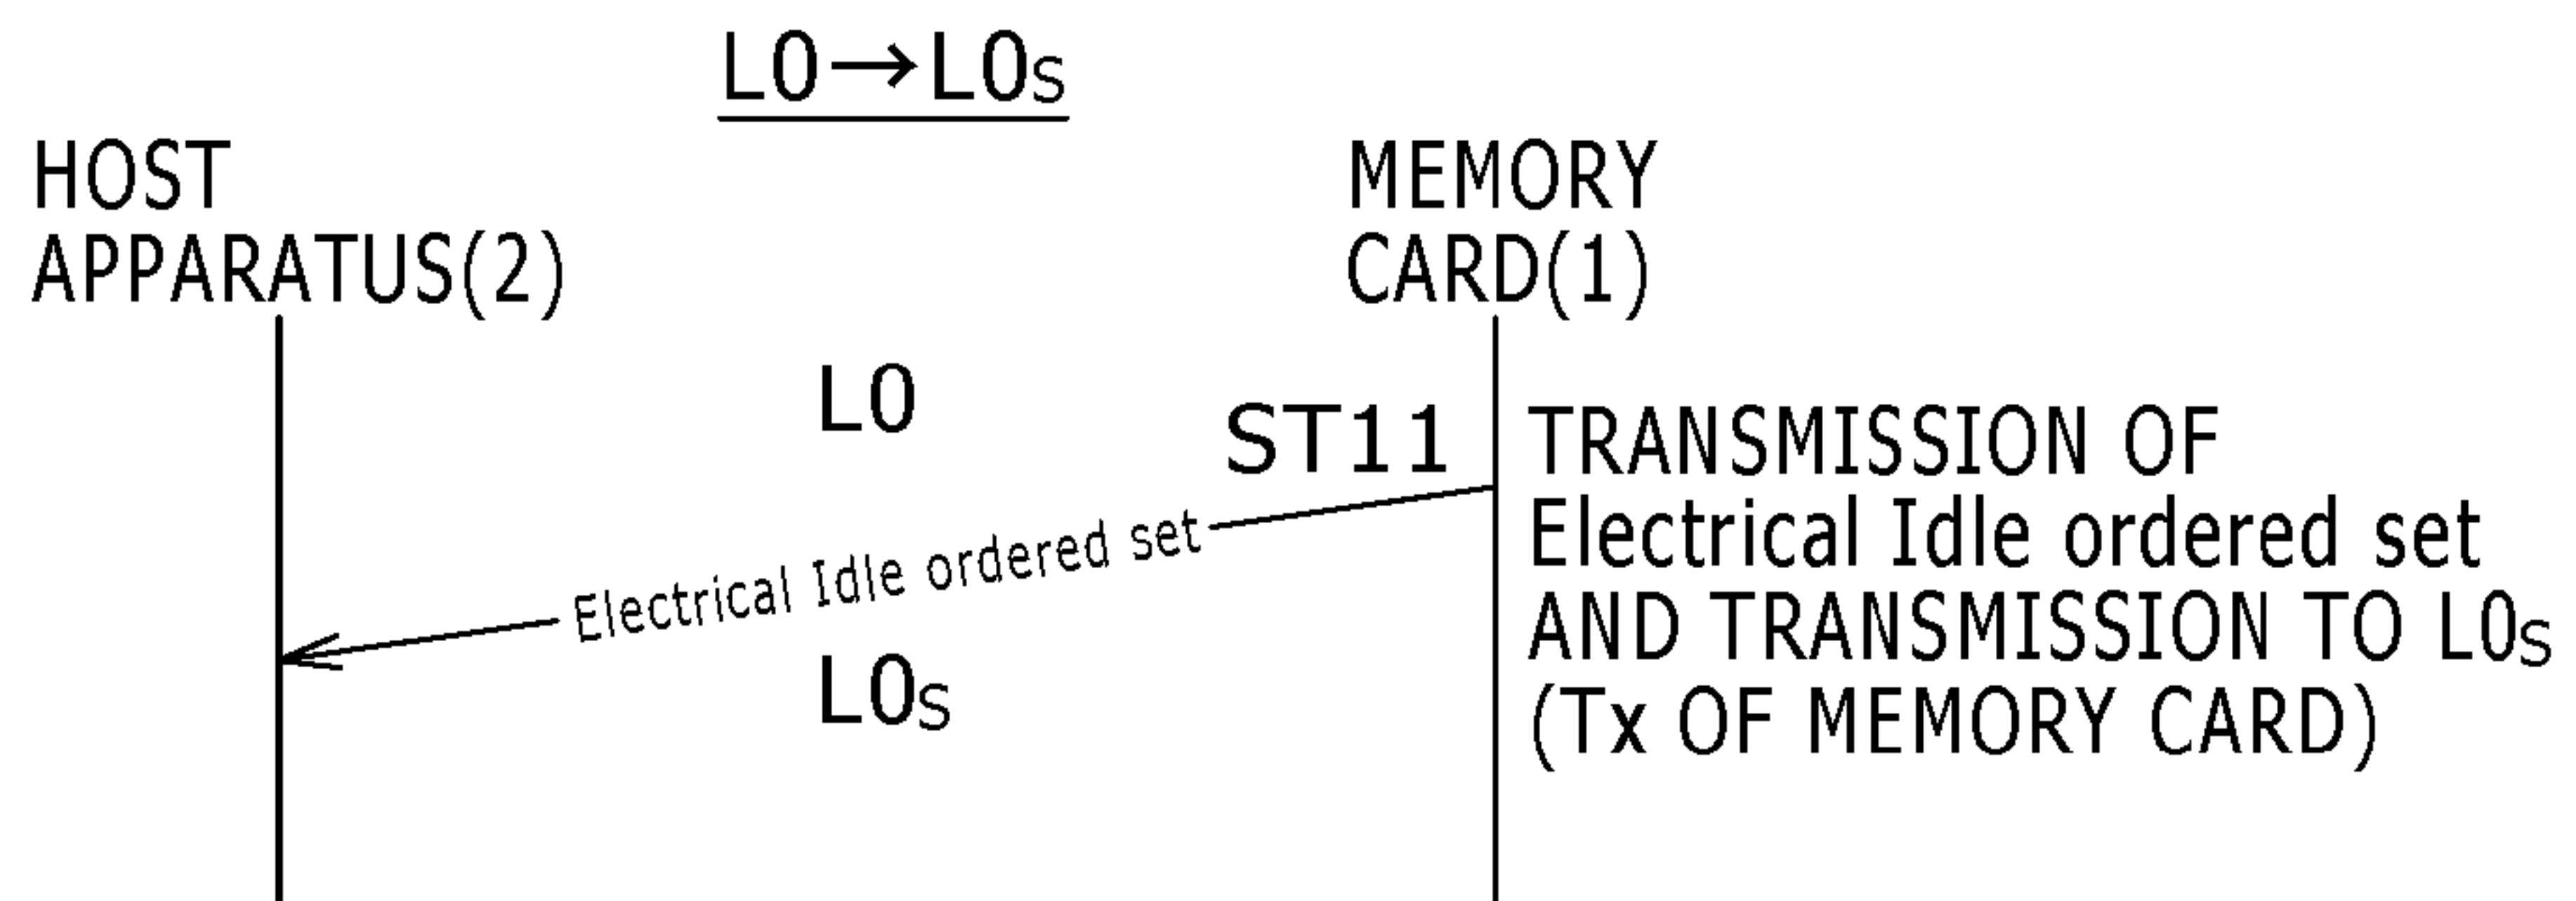 L0→L0s
HOST
APPARATUS(2)
MEMORY
CARD(1)
L0
ST11
TRANSMISSION OF
Electrical Idle ordered set
AND TRANSMISSION TO L0s
(Tx OF MEMORY CARD)
Electrical Idle ordered set
L0s